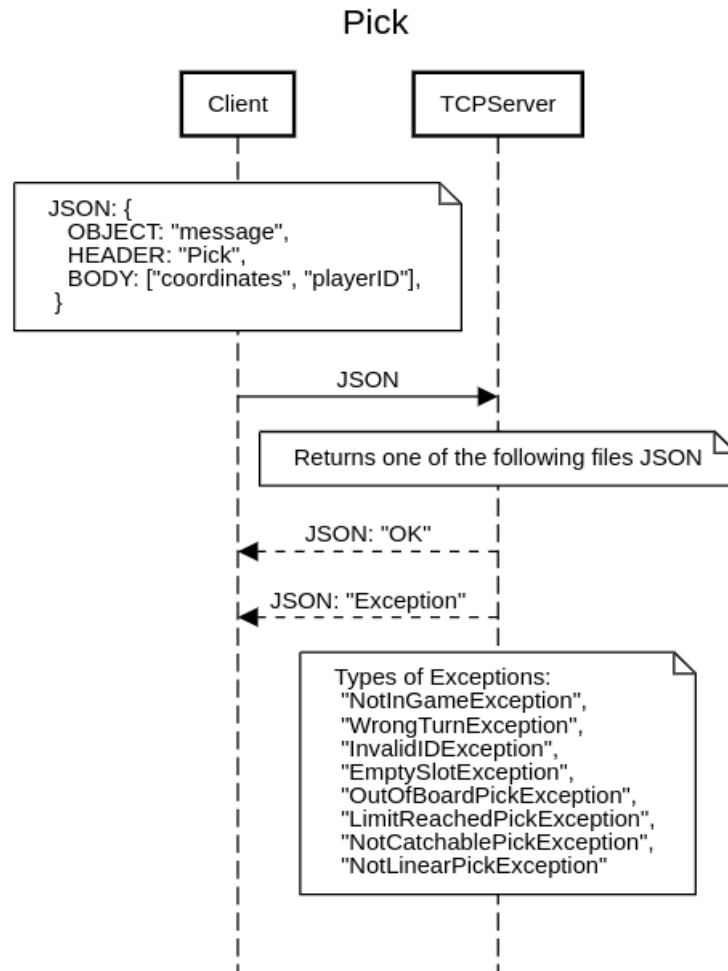 Pick
Client
TCPServer
JSON: {
OBJECT: "message",
HEADER: "Pick",
BODY: ["coordinates", "playerID"],
}
JSON
Returns one of the following files JSON
JSON: "OK"
JSON: "Exception"
Types of Exceptions:
"NotInGameException",
"WrongTurnException",
"InvalidIDException",
"EmptySlotException",
"OutOfBoardPickException",
"LimitReachedPickException",
"NotCatchablePickException",
"NotLinearPickException"